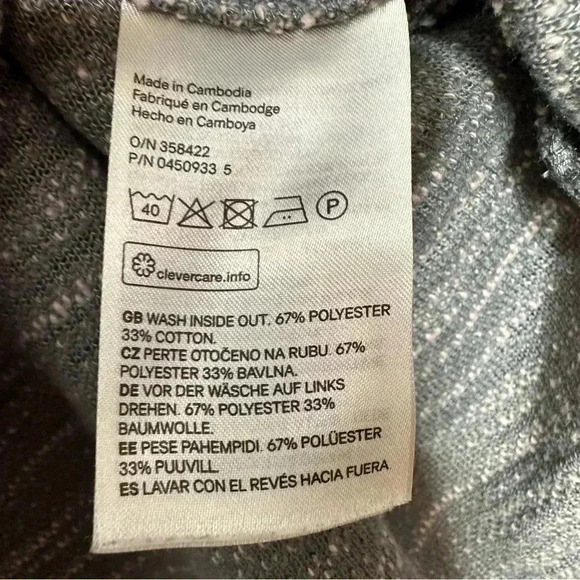 Made in Cambodia
Fabriqué en Cambodge
Hecho en Camboya
O/N 358422
P/N 0450933 5
40 P
clevercare.info
GB WASH INSIDE OUT. 67% POLYESTER
33% COTTON.
CZ PERTE OTOČENO NA RUBU. 67%
POLYESTER 33% BAVLNA.
DE VOR DER WÄSCHE AUF LINKS
DREHEN. 67% POLYESTER 33%
BAUMWOLLE.
EE PESE PAHEMPIDI. 67% POLÜESTER
33% PUUVILL.
ES LAVAR CON EL REVÉS HACIA FUERA.